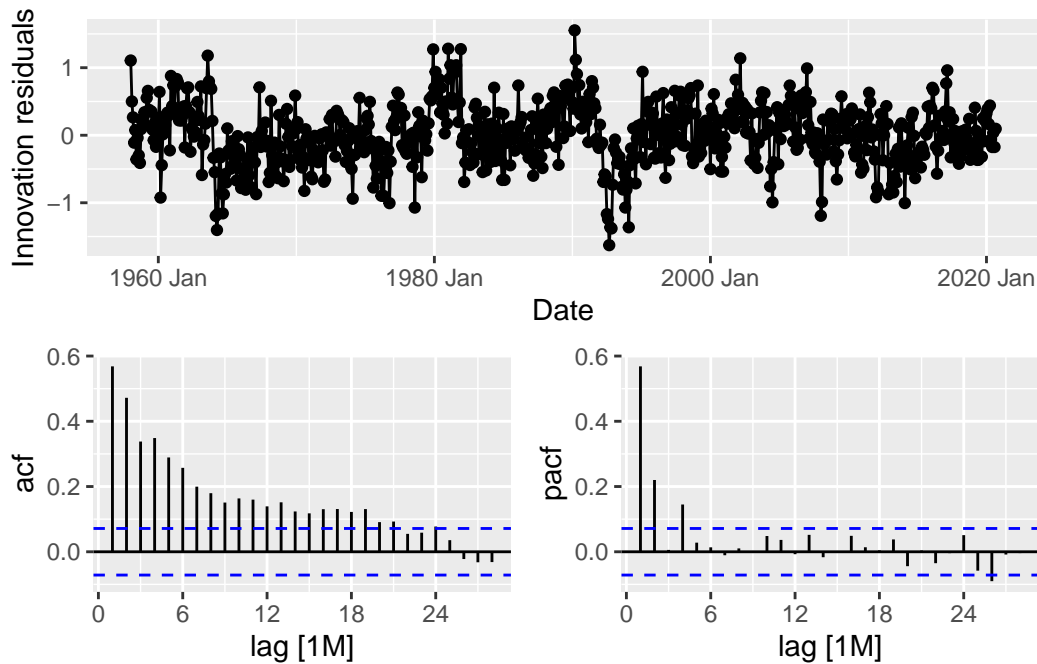 Innovation residuals
1
0
−1
1960 Jan 1980 Jan 2000 Jan 2020 Jan
Date
acf
0.6
0.4
0.2
0.0
0 6 12 18 24
lag [1M]
pacf
0.6
0.4
0.2
0.0
0 6 12 18 24
lag [1M]